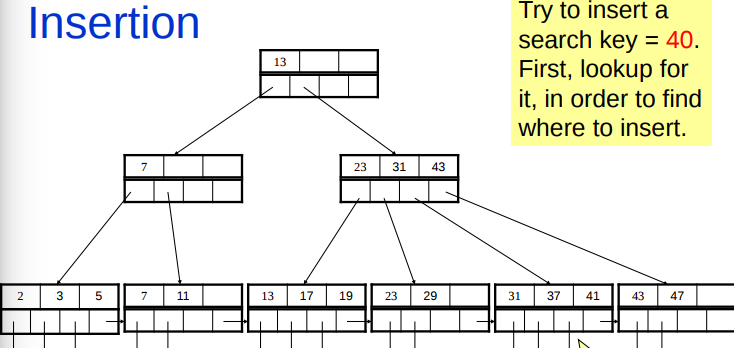 Insertion
Try to insert a
search key = 40.
First, lookup for
it, in order to find
where to insert.
13
7
23 31 43
2 3 5 7 11 13 17 19 23 29 31 37 41 43 47